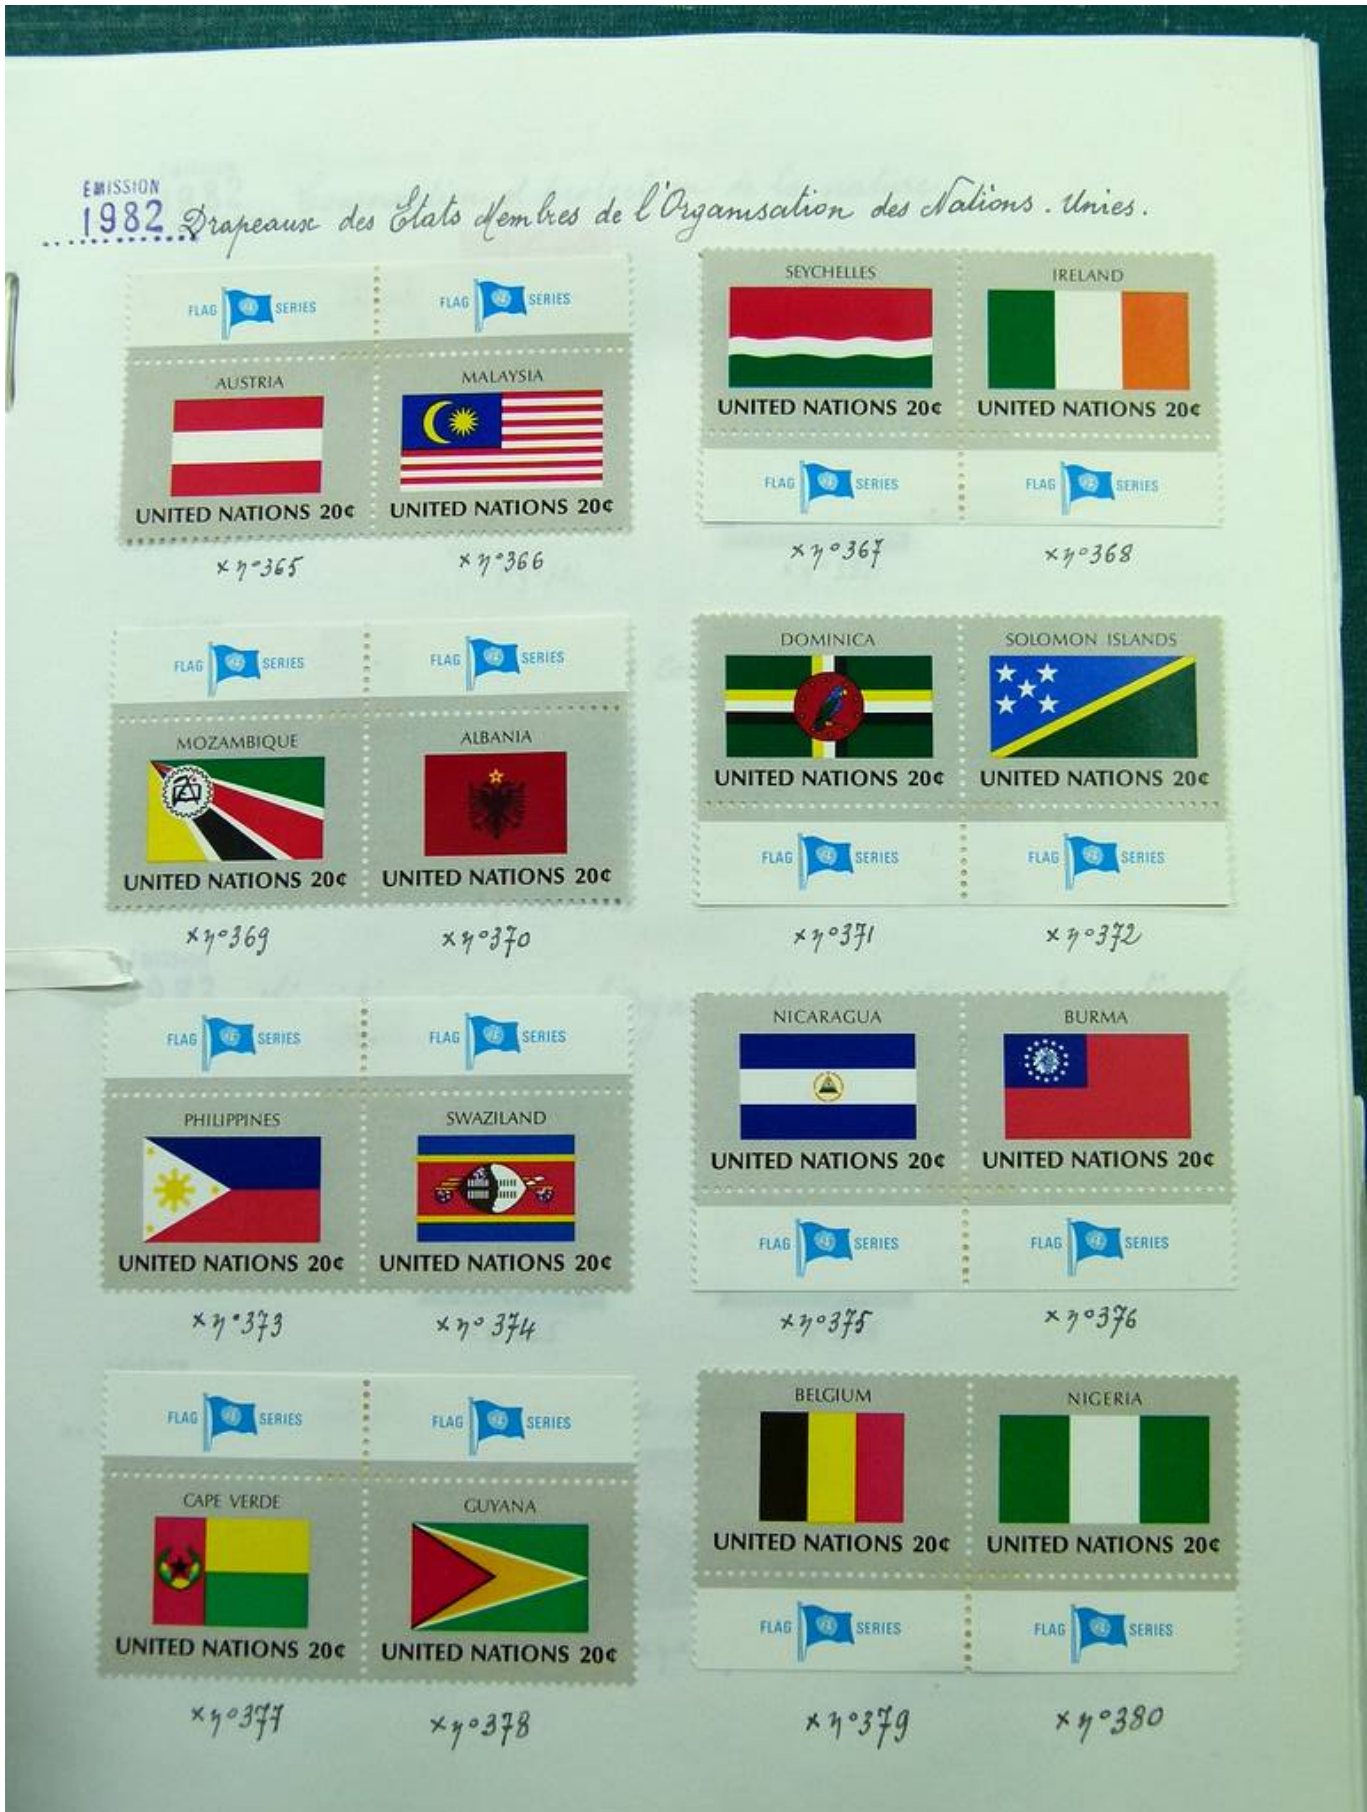 ÉMISSION
1982 Drapeaux des États Membres de l'Organisation des Nations-Unies.
FLAG SERIES FLAG SERIES
AUSTRIA MALAYSIA
UNITED NATIONS 20¢ UNITED NATIONS 20¢
x n°365 x n°366
SEYCHELLES IRELAND
UNITED NATIONS 20¢ UNITED NATIONS 20¢
FLAG SERIES FLAG SERIES
x n°367 x n°368
FLAG SERIES FLAG SERIES
MOZAMBIQUE ALBANIA
UNITED NATIONS 20¢ UNITED NATIONS 20¢
x n°369 x n°370
DOMINICA SOLOMON ISLANDS
UNITED NATIONS 20¢ UNITED NATIONS 20¢
FLAG SERIES FLAG SERIES
x n°371 x n°372
FLAG SERIES FLAG SERIES
PHILIPPINES SWAZILAND
UNITED NATIONS 20¢ UNITED NATIONS 20¢
x n°373 x n°374
NICARAGUA BURMA
UNITED NATIONS 20¢ UNITED NATIONS 20¢
FLAG SERIES FLAG SERIES
x n°375 x n°376
FLAG SERIES FLAG SERIES
CAPE VERDE GUYANA
UNITED NATIONS 20¢ UNITED NATIONS 20¢
x n°377 x n°378
BELGIUM NIGERIA
UNITED NATIONS 20¢ UNITED NATIONS 20¢
FLAG SERIES FLAG SERIES
x n°379 x n°380